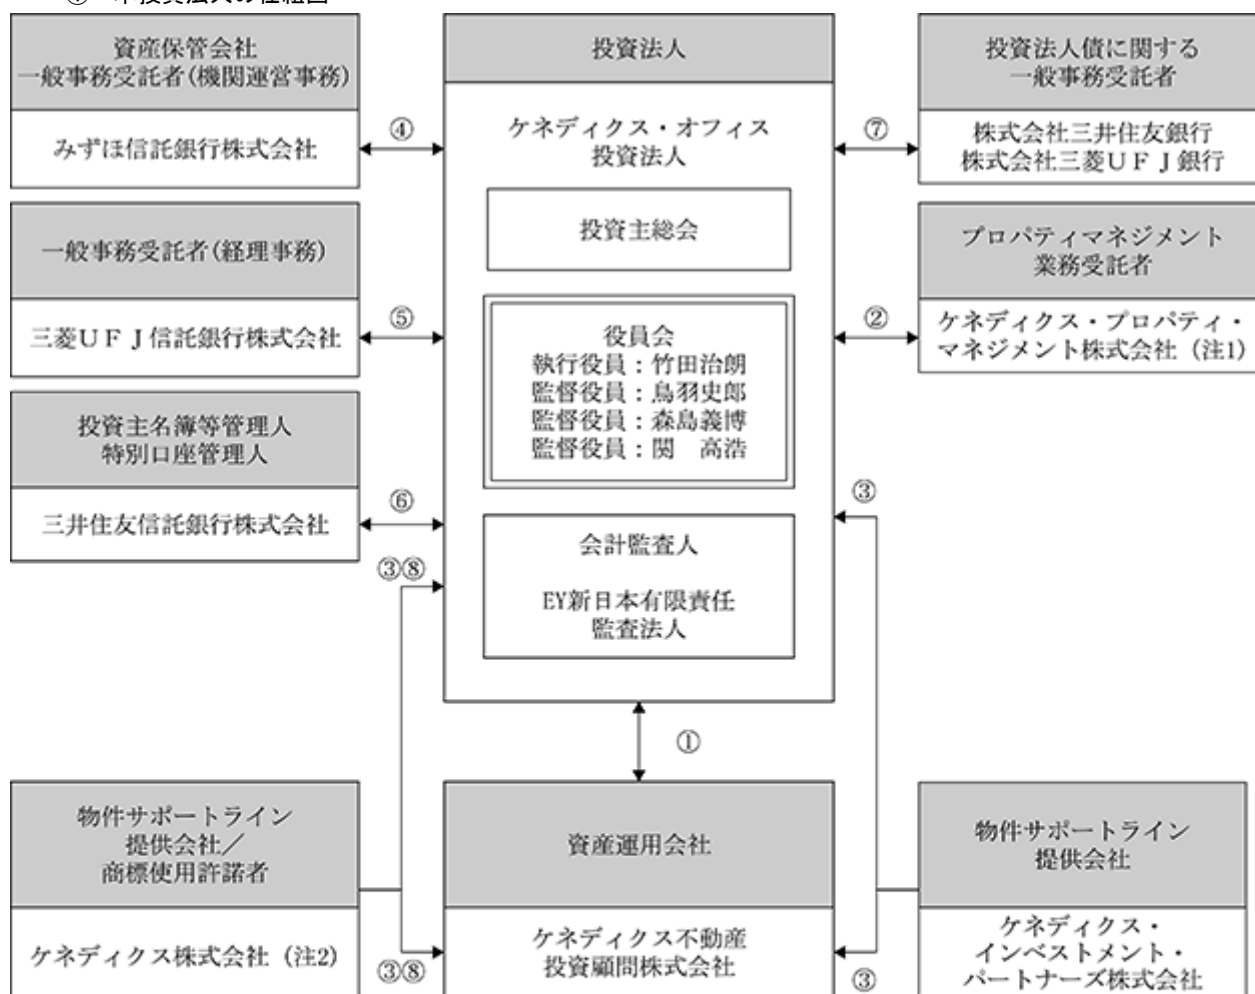 資産保管会社
一般事務受託者(機関運営事務)
みずほ信託銀行株式会社
④
一般事務受託者(経理事務)
三菱UFJ信託銀行株式会社
⑤
投資主名簿等管理人
特別口座管理人
三井住友信託銀行株式会社
⑥
③⑧
投資法人
ケネディクス・オフィス
投資法人
投資主総会
役員会
執行役員：竹田治朗
監督役員：鳥羽史郎
監督役員：森島義博
監督役員：関　高浩
会計監査人
EY新日本有限責任
監査法人
投資法人債に関する
一般事務受託者
株式会社三井住友銀行
株式会社三菱UFJ銀行
⑦
プロパティマネジメント
業務受託者
ケネディクス・プロパティ・
マネジメント株式会社（注1）
②
③
①
物件サポートライン
提供会社／
商標使用許諾者
ケネディクス株式会社（注2）
③⑧
資産運用会社
ケネディクス不動産
投資顧問株式会社
③
物件サポートライン
提供会社
ケネディクス・
インベストメント・
パートナーズ株式会社